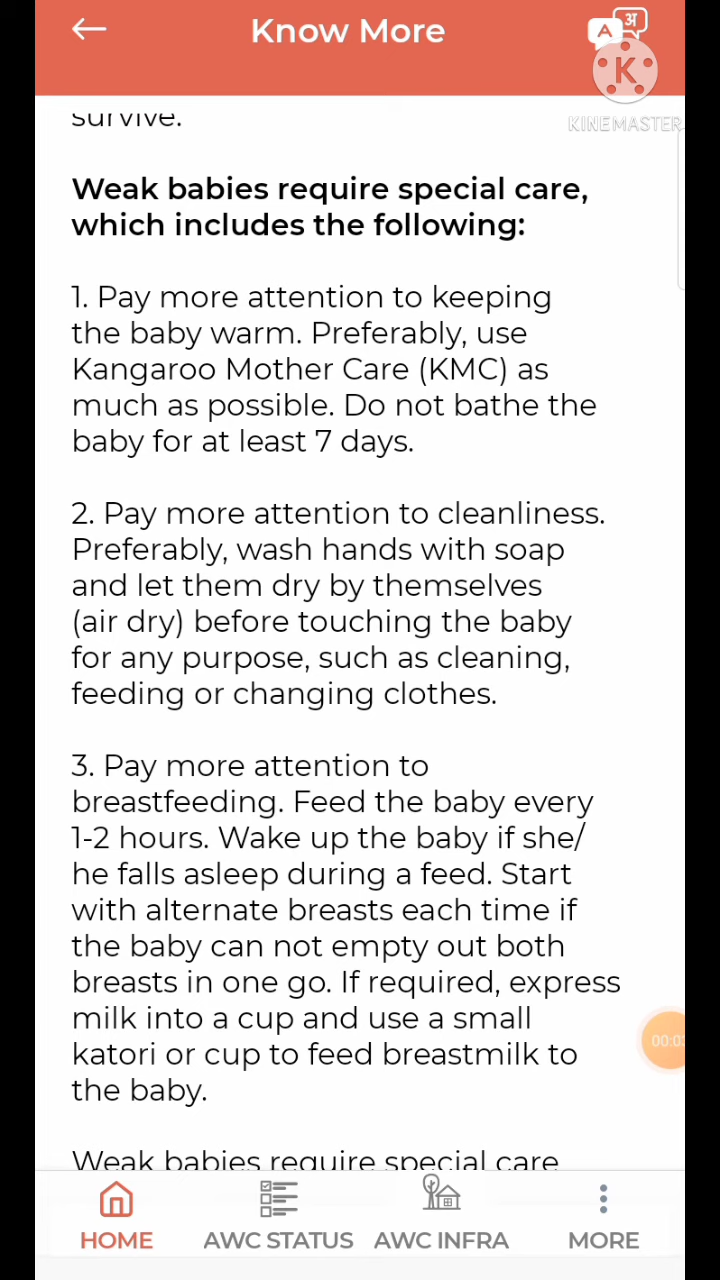 Know More
A अ
K
KINEMASTER
survive.
Weak babies require special care,
which includes the following:
1. Pay more attention to keeping
the baby warm. Preferably, use
Kangaroo Mother Care (KMC) as
much as possible. Do not bathe the
baby for at least 7 days.
2. Pay more attention to cleanliness.
Preferably, wash hands with soap
and let them dry by themselves
(air dry) before touching the baby
for any purpose, such as cleaning,
feeding or changing clothes.
3. Pay more attention to
breastfeeding. Feed the baby every
1-2 hours. Wake up the baby if she/
he falls asleep during a feed. Start
with alternate breasts each time if
the baby can not empty out both
breasts in one go. If required, express
milk into a cup and use a small
katori or cup to feed breastmilk to
the baby.
Weak babies require special care
HOME AWC STATUS AWC INFRA MORE